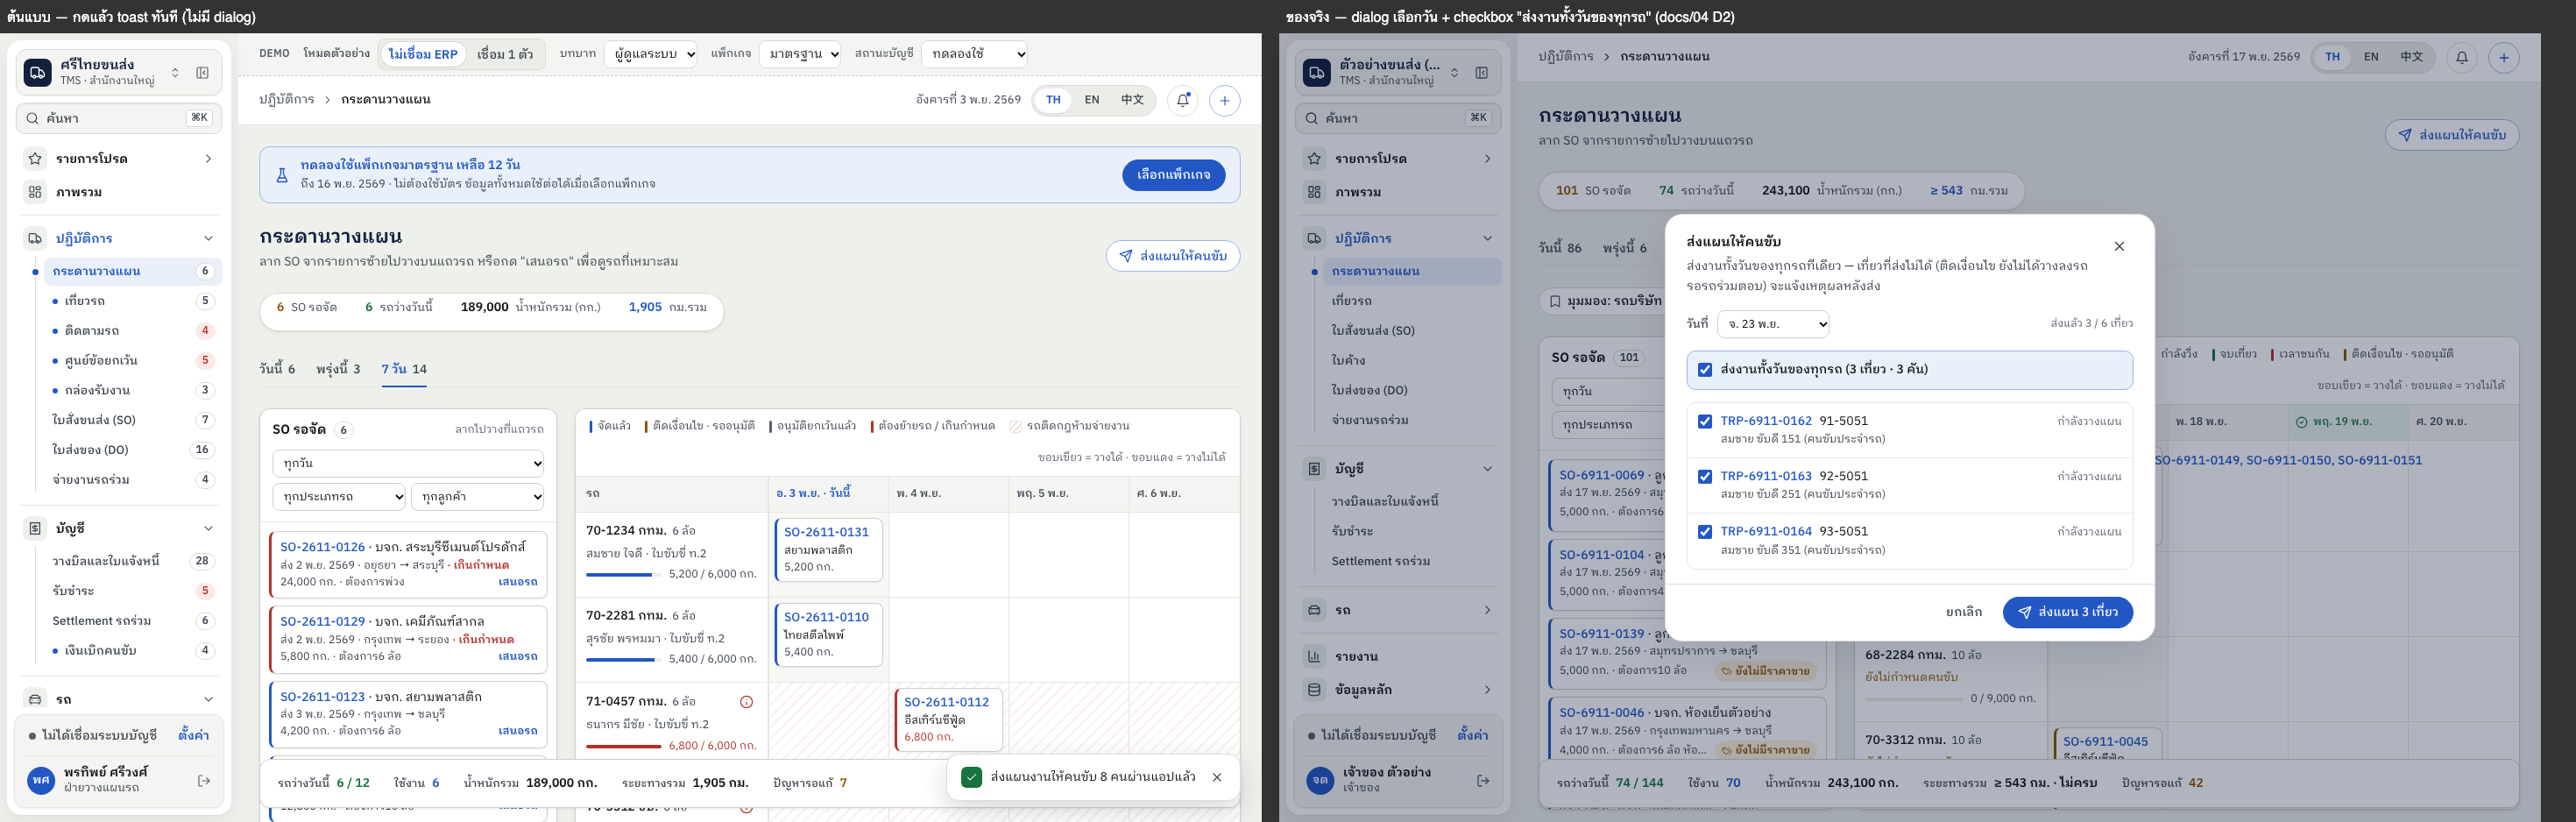 ต้นแบบ — กดแล้ว toast ทันที (ไม่มี dialog)
ศรีไทยขนส่ง
TMS · สำนักงานใหญ่
ค้นหา
⌘K
รายการโปรด
ภาพรวม
ปฏิบัติการ
กระดานวางแผน 6
เที่ยวรถ 5
ติดตามรถ 4
ศูนย์ข้อยกเว้น 5
กล่องรับงาน 3
ใบสั่งขนส่ง (SO) 7
ใบส่งของ (DO) 16
จ่ายงานรถร่วม 4
บัญชี
วางบิลและใบแจ้งหนี้ 28
รับชำระ 5
Settlement รถร่วม 6
เงินเบิกคนขับ 4
รถ
ไม่ได้เชื่อมระบบบัญชี ตั้งค่า
พศ
พรทิพย์ ศรีวงศ์
ฝ่ายวางแผนรถ
DEMO โหมดตัวอย่าง ไม่เชื่อม ERP เชื่อม 1 ตัว บทบาท ผู้ดูแลระบบ แพ็กเกจ มาตรฐาน สถานะบัญชี ทดลองใช้
ปฏิบัติการ › กระดานวางแผน
อังคารที่ 3 พ.ย. 2569 TH EN 中文
ทดลองใช้แพ็กเกจมาตรฐาน เหลือ 12 วัน
ถึง 16 พ.ย. 2569 · ไม่ต้องใช้บัตร ข้อมูลทั้งหมดใช้ต่อได้เมื่อเลือกแพ็กเกจ
เลือกแพ็กเกจ
กระดานวางแผน
ลาก SO จากรายการซ้ายไปวางบนแถวรถ หรือกด "เสนอรถ" เพื่อดูรถที่เหมาะสม
ส่งแผนให้คนขับ
6 SO รอจัด 6 รถว่างวันนี้ 189,000 น้ำหนักรวม (กก.) 1,905 กม.รวม
วันนี้ 6 พรุ่งนี้ 3 7 วัน 14
SO รอจัด 6 ลากไปวางที่แถวรถ
ทุกวัน
ทุกประเภทรถ ทุกลูกค้า
SO-2611-0126 · บจก. สระบุรีซีเมนต์โปรดักส์
ส่ง 2 พ.ย. 2569 · อยุธยา → สระบุรี · เกินกำหนด
24,000 กก. · ต้องการพ่วง เสนอรถ
SO-2611-0129 · บจก. เคมีภัณฑ์สากล
ส่ง 2 พ.ย. 2569 · กรุงเทพ → ระยอง · เกินกำหนด
5,800 กก. · ต้องการ6 ล้อ เสนอรถ
SO-2611-0123 · บจก. สยามพลาสติก
ส่ง 3 พ.ย. 2569 · กรุงเทพ → ชลบุรี
4,200 กก. · ต้องการ6 ล้อ เสนอรถ
จัดแล้ว ติดเงื่อนไข · รออนุมัติ อนุมัติยกเว้นแล้ว ต้องย้ายรถ / เกินกำหนด รถติดกฎห้ามจ่ายงาน
ขอบเขียว = วางได้ · ขอบแดง = วางไม่ได้
รถ อ. 3 พ.ย. · วันนี้ พ. 4 พ.ย. พฤ. 5 พ.ย. ศ. 6 พ.ย.
70-1234 กทม. 6 ล้อ
สมชาย ใจดี · ใบขับขี่ ท.2
5,200 / 6,000 กก.
SO-2611-0131
สยามพลาสติก
5,200 กก.
70-2281 กทม. 6 ล้อ
สุรชัย พรหมมา · ใบขับขี่ ท.2
5,400 / 6,000 กก.
SO-2611-0110
ไทยสตีลไพพ์
5,400 กก.
71-0457 กทม. 6 ล้อ
ธนากร มีชัย · ใบขับขี่ ท.2
6,800 / 6,000 กก.
SO-2611-0112
อีสเทิร์นซีฟู้ด
6,800 กก.
รถว่างวันนี้ 6 / 12 ใช้งาน 6 น้ำหนักรวม 189,000 กก. ระยะทางรวม 1,905 กม. ปัญหารอแก้ 7
ส่งแผนงานให้คนขับ 8 คนผ่านแอปแล้ว
ของจริง — dialog เลือกวัน + checkbox "ส่งงานทั้งวันของทุกรถ" (docs/04 D2)
ตัวอย่างขนส่ง (...
TMS · สำนักงานใหญ่
ค้นหา
⌘K
รายการโปรด
ภาพรวม
ปฏิบัติการ
กระดานวางแผน
เที่ยวรถ
ติดตามรถ
ใบสั่งขนส่ง (SO)
ใบค้าง
ใบส่งของ (DO)
จ่ายงานรถร่วม
บัญชี
วางบิลและใบแจ้งหนี้
รับชำระ
Settlement รถร่วม
รถ
รายงาน
ข้อมูลหลัก
ไม่ได้เชื่อมระบบบัญชี ตั้งค่า
จต
เจ้าของ ตัวอย่าง
เจ้าของ
ปฏิบัติการ › กระดานวางแผน
อังคารที่ 17 พ.ย. 2569 TH EN 中文
กระดานวางแผน
ลาก SO จากรายการซ้ายไปวางบนแถวรถ
ส่งแผนให้คนขับ
101 SO รอจัด 74 รถว่างวันนี้ 243,100 น้ำหนักรวม (กก.) ≥ 543 กม.รวม
วันนี้ 86 พรุ่งนี้ 6
มุมมอง: รถบริษัท
SO รอจัด 101
ทุกวัน
ทุกประเภทรถ
SO-6911-0069 · ลูก
ส่ง 17 พ.ย. 2569 · สมุ
5,000 กก. · ต้องการ6
SO-6911-0104 · ลูก
ส่ง 17 พ.ย. 2569 · สมุ
5,000 กก. · ต้องการ4
SO-6911-0139 · ลูก
ส่ง 17 พ.ย. 2569 · สมุทรปราการ → ชลบุรี
5,000 กก. · ต้องการ10 ล้อ ยังไม่มีราคาขาย
SO-6911-0046 · บจก. ห้องเย็นตัวอย่าง
ส่ง 17 พ.ย. 2569 · กรุงเทพมหานคร → ชลบุรี
4,000 กก. · ต้องการ6 ล้อ ห้อ... ยังไม่มีราคาขาย
กำลังวิ่ง จบเที่ยว เวลาชนกัน ติดเงื่อนไข · รออนุมัติ
ขอบเขียว = วางได้ · ขอบแดง = วางไม่ได้
พ. 18 พ.ย. พฤ. 19 พ.ย. ศ. 20 พ.ย.
SO-6911-0149, SO-6911-0150, SO-6911-0151
68-2284 กทม. 10 ล้อ
ยังไม่กำหนดคนขับ
0 / 9,000 กก.
70-3312 กทม. 10 ล้อ
SO-6911-0045
รถว่างวันนี้ 74 / 144 ใช้งาน 70 น้ำหนักรวม 243,100 กก. ระยะทางรวม ≥ 543 กม. · ไม่ครบ ปัญหารอแก้ 42
ส่งแผนให้คนขับ
ส่งงานทั้งวันของทุกรถทีเดียว — เที่ยวที่ส่งไม่ได้ (ติดเงื่อนไข ยังไม่ได้วางลงรถ
รอรถร่วมตอบ) จะแจ้งเหตุผลหลังส่ง
วันที่ จ. 23 พ.ย. ส่งแล้ว 3 / 6 เที่ยว
ส่งงานทั้งวันของทุกรถ (3 เที่ยว · 3 คัน)
TRP-6911-0162 91-5051 กำลังวางแผน
สมชาย ขับดี 151 (คนขับประจำรถ)
TRP-6911-0163 92-5051 กำลังวางแผน
สมชาย ขับดี 251 (คนขับประจำรถ)
TRP-6911-0164 93-5051 กำลังวางแผน
สมชาย ขับดี 351 (คนขับประจำรถ)
ยกเลิก ส่งแผน 3 เที่ยว